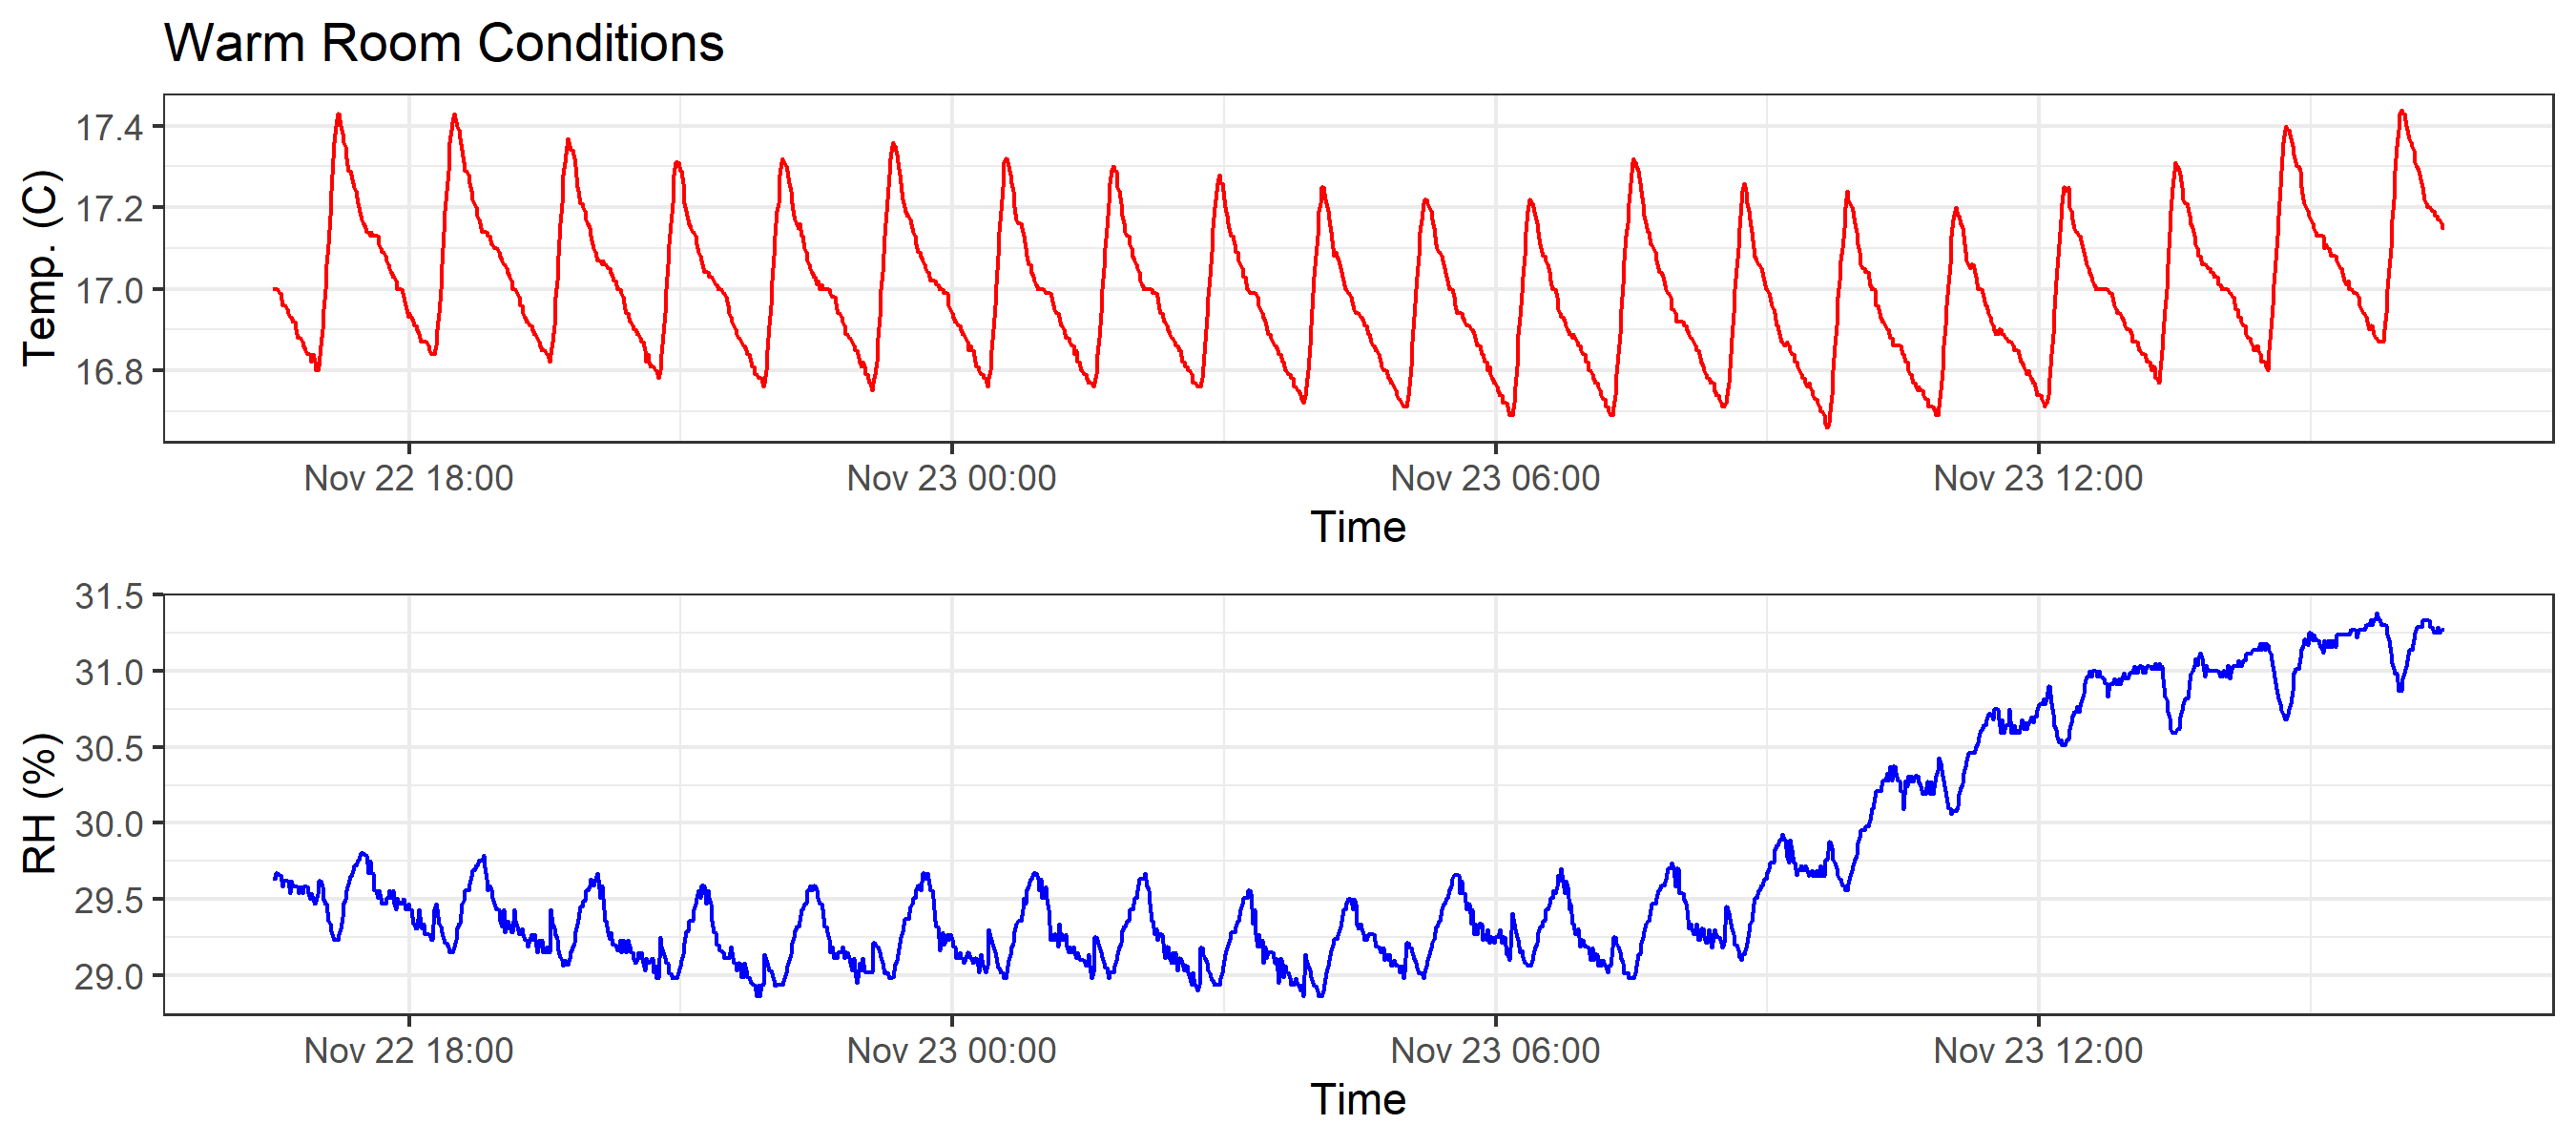 Warm Room Conditions
Temp. (C)
17.4
17.2
17.0
16.8
Nov 22 18:00 Nov 23 00:00 Nov 23 06:00 Nov 23 12:00
Time
RH (%)
31.5
31.0
30.5
30.0
29.5
29.0
Nov 22 18:00 Nov 23 00:00 Nov 23 06:00 Nov 23 12:00
Time